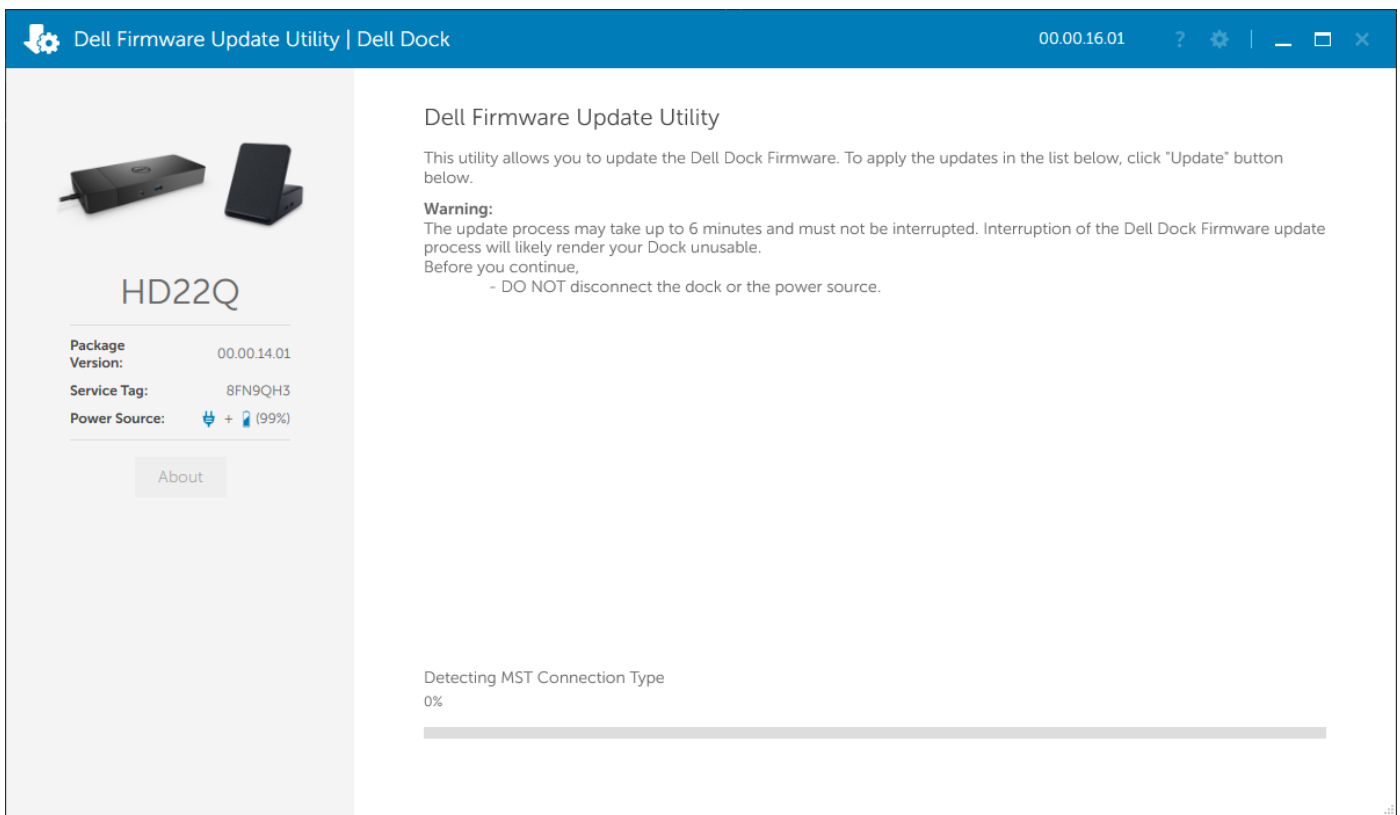 Dell Firmware Update Utility | Dell Dock
00.00.16.01
?
HD22Q
Package
Version:
00.00.14.01
Service Tag: 8FN9QH3
Power Source: + (99%)
About
Dell Firmware Update Utility
This utility allows you to update the Dell Dock Firmware. To apply the updates in the list below, click "Update" button
below.
Warning:
The update process may take up to 6 minutes and must not be interrupted. Interruption of the Dell Dock Firmware update
process will likely render your Dock unusable.
Before you continue,
- DO NOT disconnect the dock or the power source.
Detecting MST Connection Type
0%